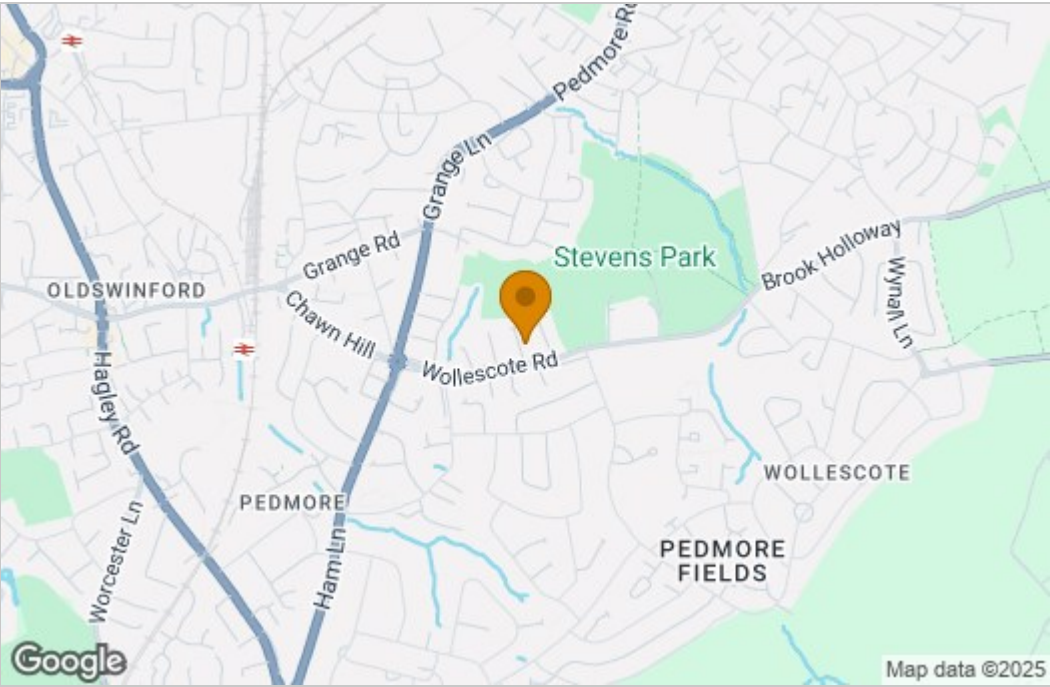 Pedmore Rd
Grange Ln
Stevens Park
Brook Holloway
Grange Rd
OLDSWINFORD
Chawn Hill
Wynall Ln
Wollescote Rd
Hagley Rd
WOLLESCOTE
PEDMORE
Worcester Ln
Ham Ln
PEDMORE
FIELDS
Google
Map data ©2025